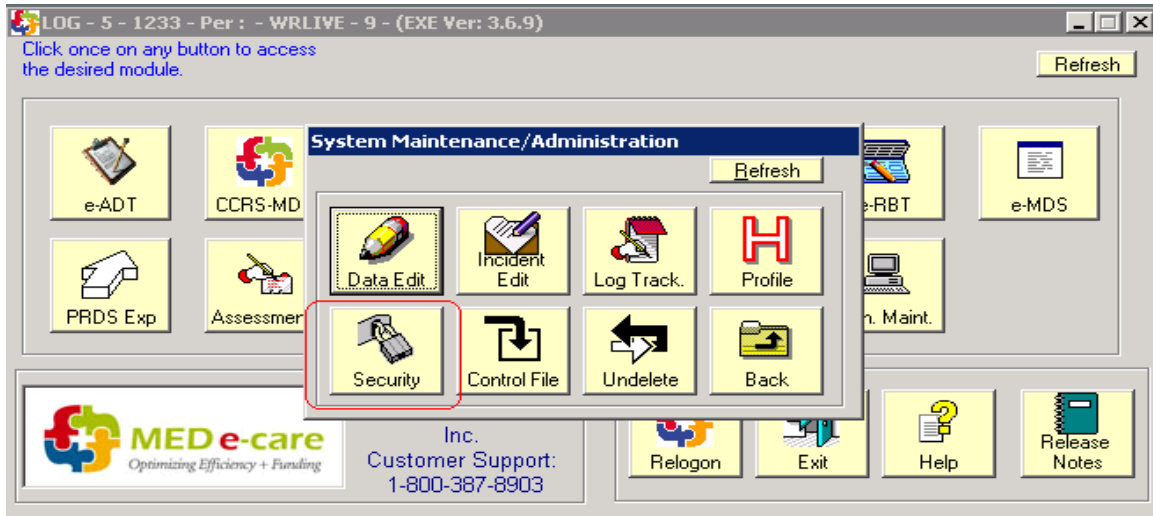 LOG - 5 - 1233 - Per : - WRLIVE - 9 - (EXE Ver: 3.6.9)
Click once on any button to access
the desired module.
Refresh
e-ADT
CCRS-MD
System Maintenance/Administration
Refresh
Data Edit
Incident
Edit
Log Track.
Profile
Security
Control File
Undelete
Back
e-RBT
e-MDS
PRDS Exp
Assessmen
n. Maint.
MED e-care
Optimizing Efficiency + Funding
Inc.
Customer Support:
1-800-387-8903
Relogon
Exit
Help
Release
Notes